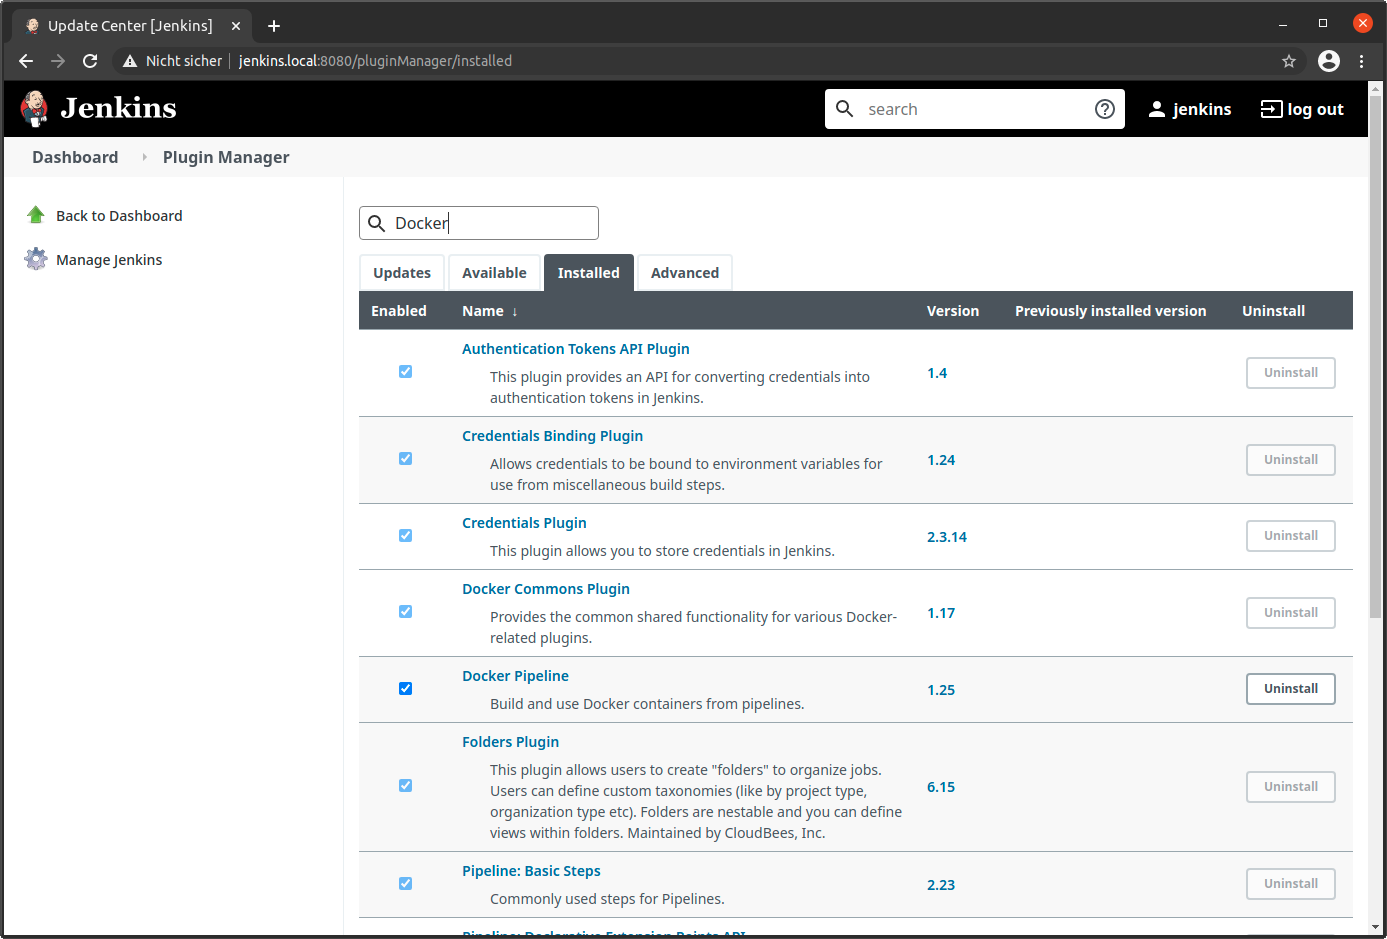 Update Center [Jenkins]
Nicht sicher
jenkins.local:8080/pluginManager/installed
Jenkins
search
jenkins
log out
Dashboard
Plugin Manager
Back to Dashboard
Manage Jenkins
Docker
Updates
Available
Installed
Advanced
Enabled
Name ↓
Version
Previously installed version
Uninstall
Authentication Tokens API Plugin
This plugin provides an API for converting credentials into
authentication tokens in Jenkins.
1.4
Uninstall
Credentials Binding Plugin
Allows credentials to be bound to environment variables for
use from miscellaneous build steps.
1.24
Uninstall
Credentials Plugin
This plugin allows you to store credentials in Jenkins.
2.3.14
Uninstall
Docker Commons Plugin
Provides the common shared functionality for various Docker-
related plugins.
1.17
Uninstall
Docker Pipeline
Build and use Docker containers from pipelines.
1.25
Uninstall
Folders Plugin
This plugin allows users to create "folders" to organize jobs.
Users can define custom taxonomies (like by project type,
organization type etc). Folders are nestable and you can define
views within folders. Maintained by CloudBees, Inc.
6.15
Uninstall
Pipeline: Basic Steps
Commonly used steps for Pipelines.
2.23
Uninstall
Pipeline: Declarative Extension Points API